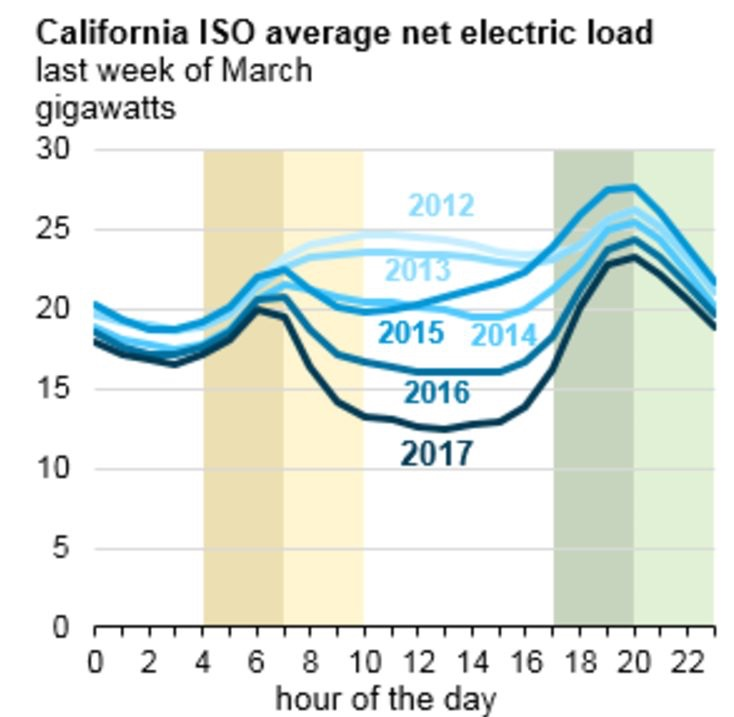 California ISO average net electric load
last week of March
gigawatts
30
25
20
15
10
5
0
2012
2013
2015 2014
2016
2017
0 2 4 6 8 10 12 14 16 18 20 22
hour of the day